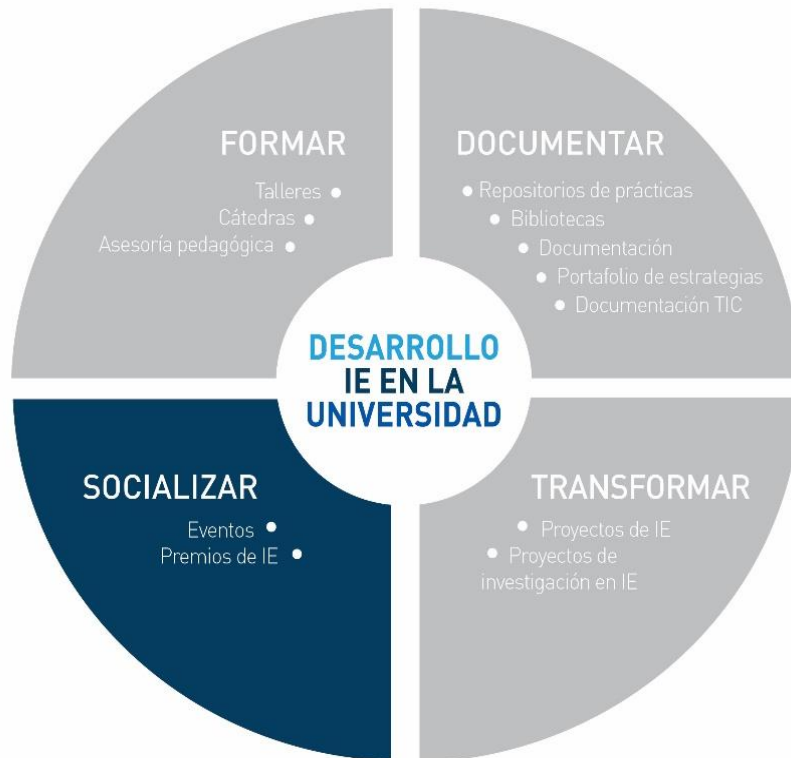 FORMAR
Talleres
Cátedras
Asesoría pedagógica
DOCUMENTAR
Repositorios de prácticas
Bibliotecas
Documentación
Portafolio de estrategias
Documentación TIC
DESARROLLO
IE EN LA
UNIVERSIDAD
SOCIALIZAR
Eventos
Premios de IE
TRANSFORMAR
Proyectos de IE
Proyectos de
investigación en IE